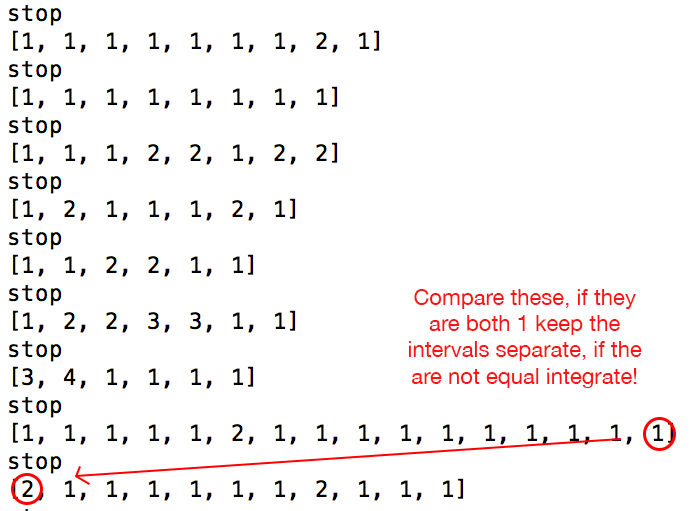 stop
[1, 1, 1, 1, 1, 1, 1, 2, 1]
stop
[1, 1, 1, 1, 1, 1, 1, 1]
stop
[1, 1, 1, 2, 2, 1, 2, 2]
stop
[1, 2, 1, 1, 1, 2, 1]
stop
[1, 1, 2, 2, 1, 1]
stop
[1, 2, 2, 3, 3, 1, 1]
stop
[3, 4, 1, 1, 1, 1]
stop
[1, 1, 1, 1, 1, 2, 1, 1, 1, 1, 1, 1, 1, 1, 1, 1]
stop
[2, 1, 1, 1, 1, 1, 1, 2, 1, 1, 1]
Compare these, if they
are both 1 keep the
intervals separate, if the
are not equal integrate!